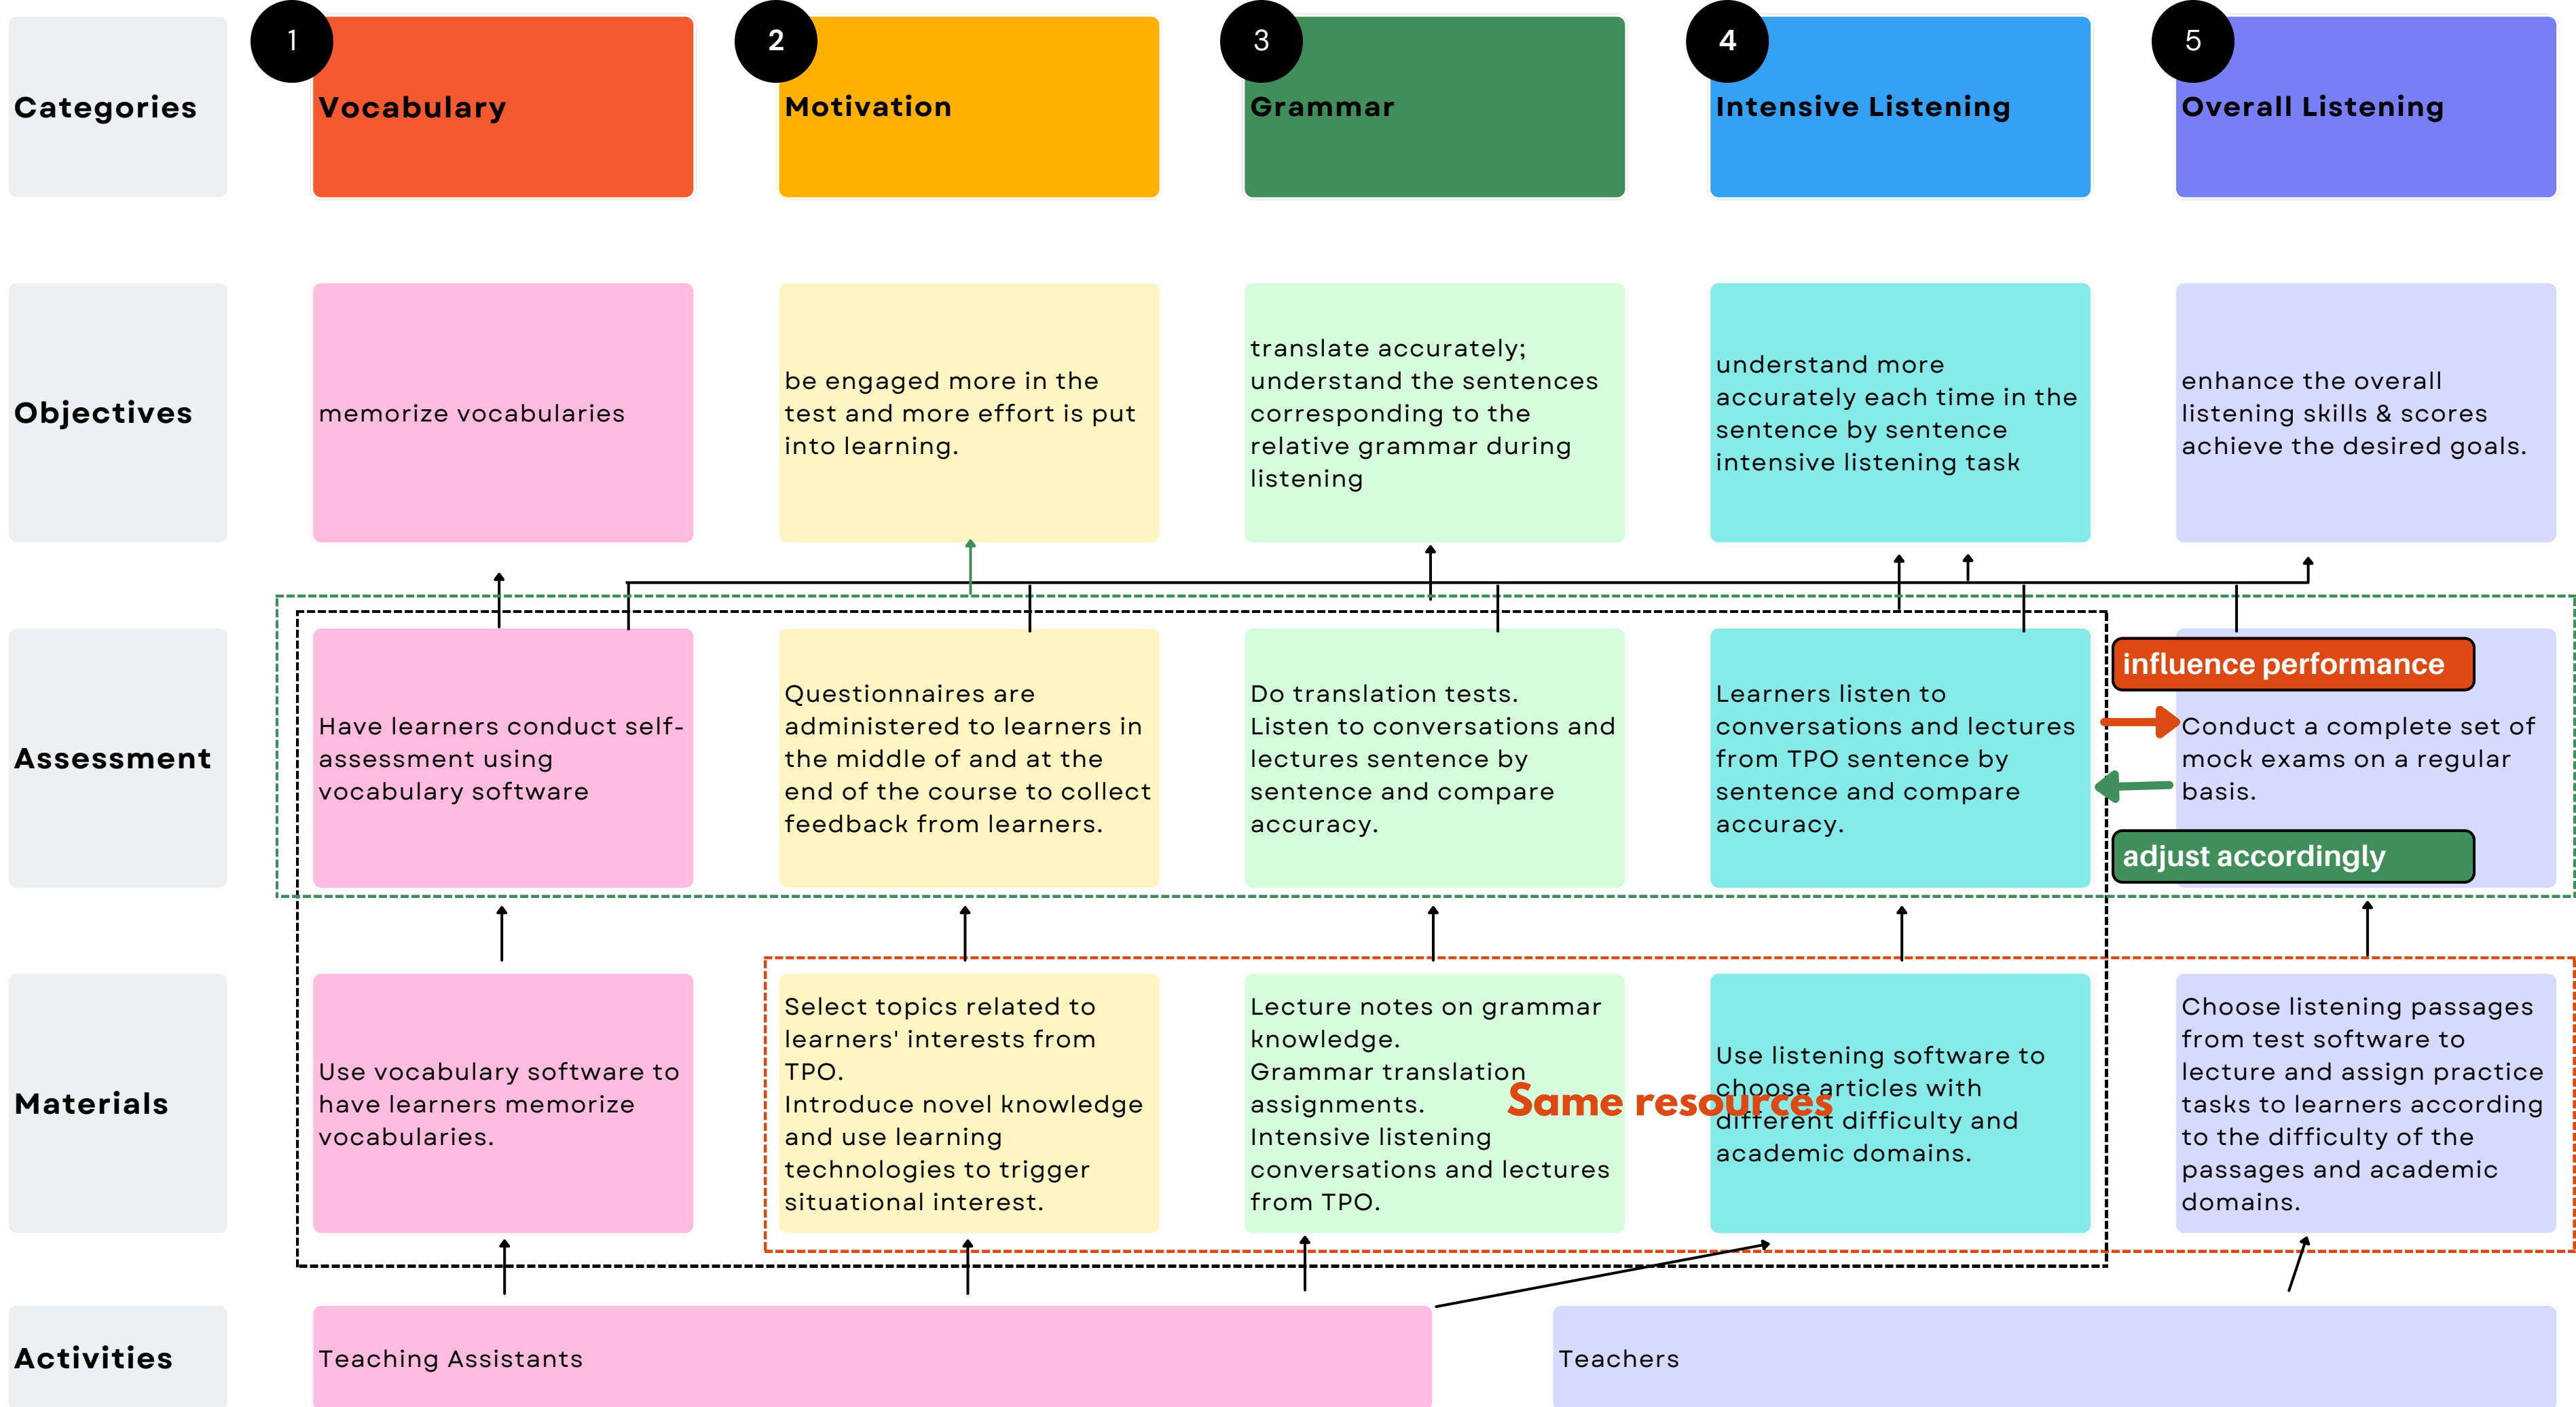 1
2
3
4
5
Categories
Vocabulary
Motivation
Grammar
Intensive Listening
Overall Listening
Objectives
memorize vocabularies
be engaged more in the
test and more effort is put
into learning.
translate accurately;
understand the sentences
corresponding to the
relative grammar during
listening
understand more
accurately each time in the
sentence by sentence
intensive listening task
enhance the overall
listening skills & scores
achieve the desired goals.
Assessment
Have learners conduct self-
assessment using
vocabulary software
Questionnaires are
administered to learners in
the middle of and at the
end of the course to collect
feedback from learners.
Do translation tests.
Listen to conversations and
lectures sentence by
sentence and compare
accuracy.
Learners listen to
conversations and lectures
from TPO sentence by
sentence and compare
accuracy.
influence performance
Conduct a complete set of
mock exams on a regular
basis.
adjust accordingly
Materials
Use vocabulary software to
have learners memorize
vocabularies.
Select topics related to
learners' interests from
TPO.
Introduce novel knowledge
and use learning
technologies to trigger
situational interest.
Lecture notes on grammar
knowledge.
Grammar translation
assignments.
Intensive listening
conversations and lectures
from TPO.
Same resources
Use listening software to
choose articles with
different difficulty and
academic domains.
Choose listening passages
from test software to
lecture and assign practice
tasks to learners according
to the difficulty of the
passages and academic
domains.
Activities
Teaching Assistants
Teachers